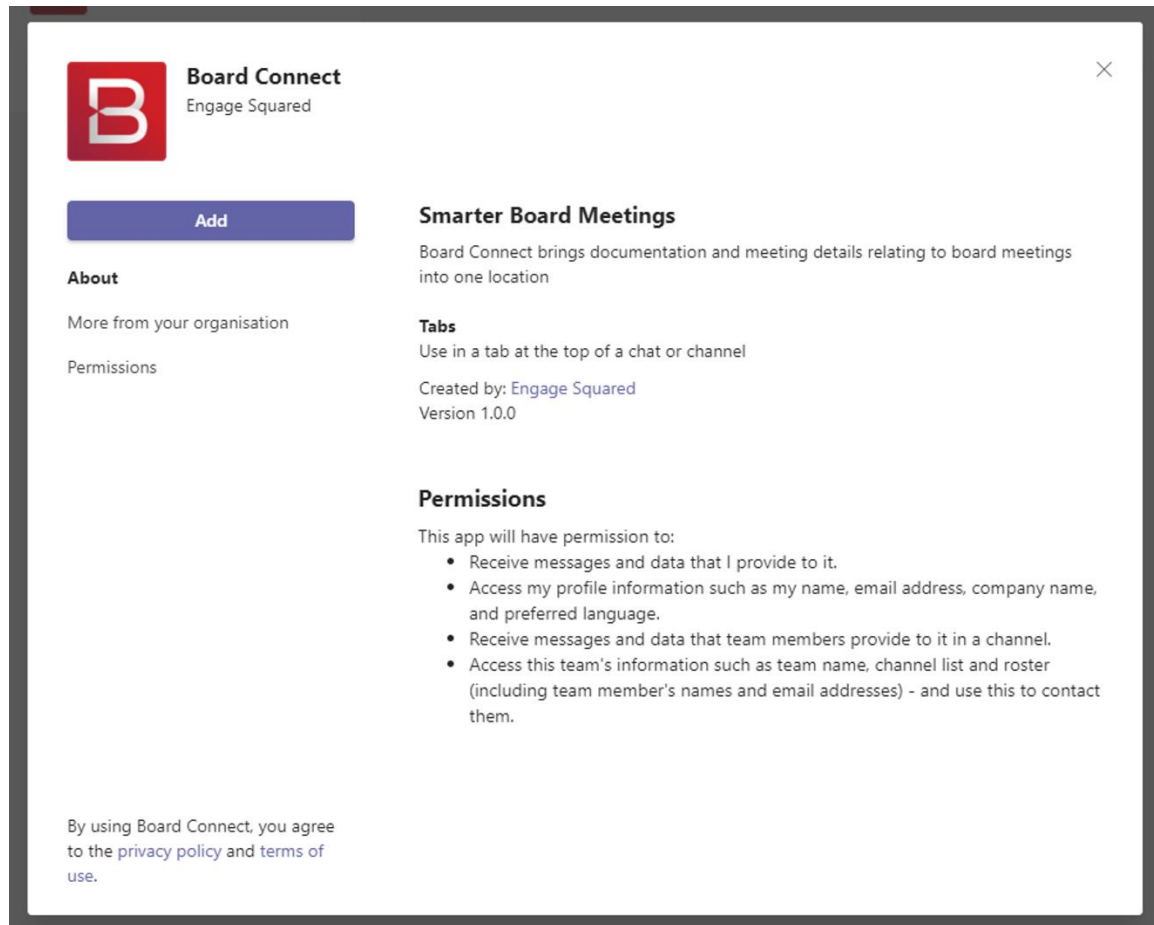 B
Board Connect
Engage Squared
Add
About
More from your organisation
Permissions
Smarter Board Meetings
Board Connect brings documentation and meeting details relating to board meetings
into one location
Tabs
Use in a tab at the top of a chat or channel
Created by: Engage Squared
Version 1.0.0
Permissions
This app will have permission to:
• Receive messages and data that I provide to it.
• Access my profile information such as my name, email address, company name,
and preferred language.
• Receive messages and data that team members provide to it in a channel.
• Access this team's information such as team name, channel list and roster
(including team member's names and email addresses) - and use this to contact
them.
By using Board Connect, you agree
to the privacy policy and terms of
use.